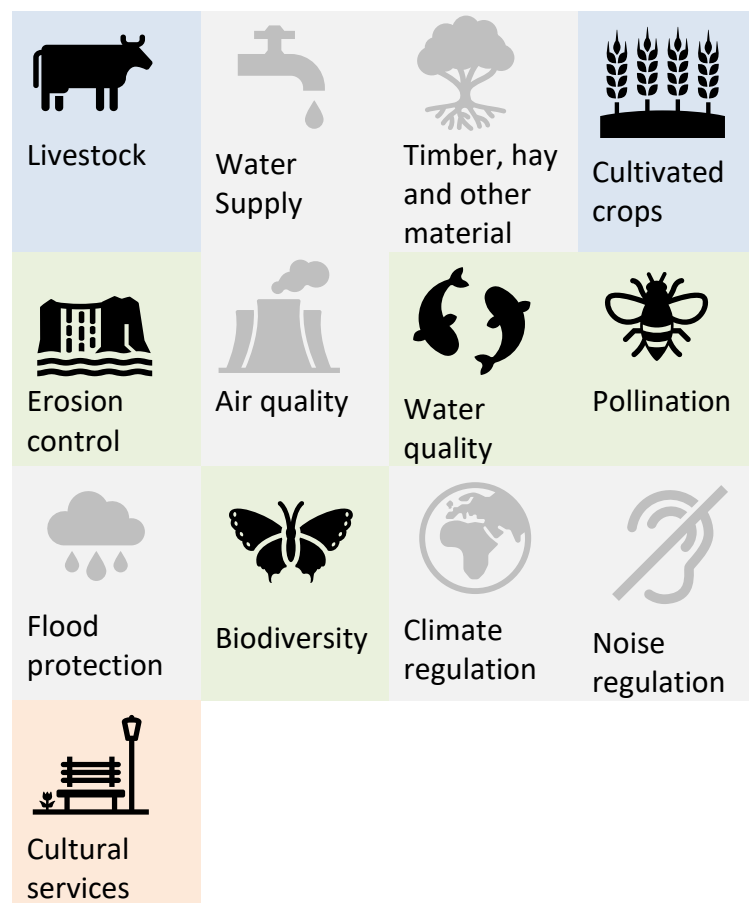 Livestock
Water
Supply
Timber, hay
and other
material
Cultivated
crops
Erosion
control
Air quality
Water
quality
Pollination
Flood
protection
Biodiversity
Climate
regulation
Noise
regulation
Cultural
services